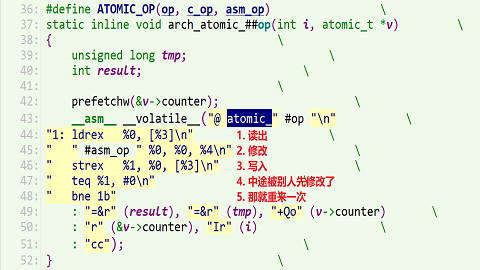 36: #define ATOMIC_OP(op, c_op, asm_op) \
37: static inline void arch_atomic_##op(int i, atomic_t *v) \
38: { \
39: unsigned long tmp; \
40: int result; \
41: \
42: prefetchw(&v->counter); \
43: __asm__ __volatile__("@ atomic_" #op "\n" \
44: "1: ldrex %0, [%3]\n" 1. 读出 \
45: " " #asm_op " %0, %0, %4\n" 2. 修改 \
46: " strex %1, %0, [%3]\n" 3. 写入 \
47: " teq %1, #0\n" 4. 中途被别人先修改了
48: " bne 1b" 5. 那就重来一次
49: : "=&r" (result), "=&r" (tmp), "+Qo" (v->counter) \
50: : "r" (&v->counter), "Ir" (i) \
51: : "cc"); \
52: } \